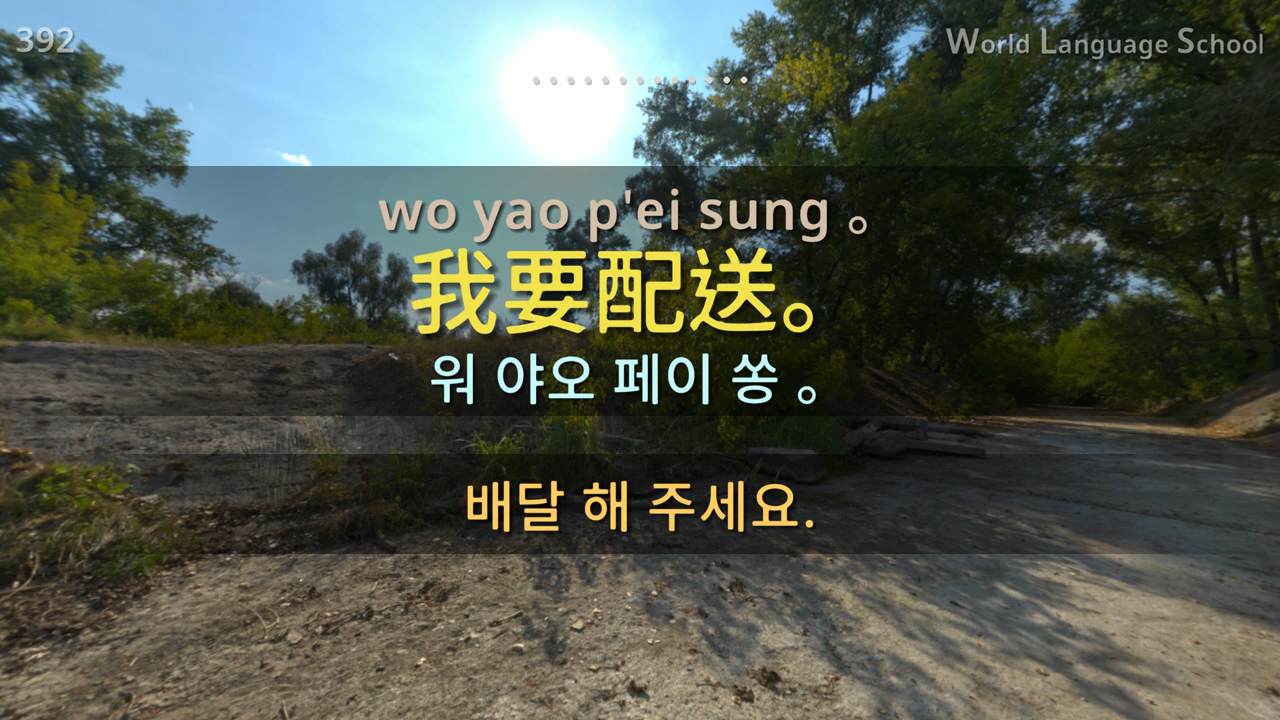 392
World Language School
wo yao p'ei sung 。
我要配送。
워 야오 페이 쏭 。
배달 해 주세요.